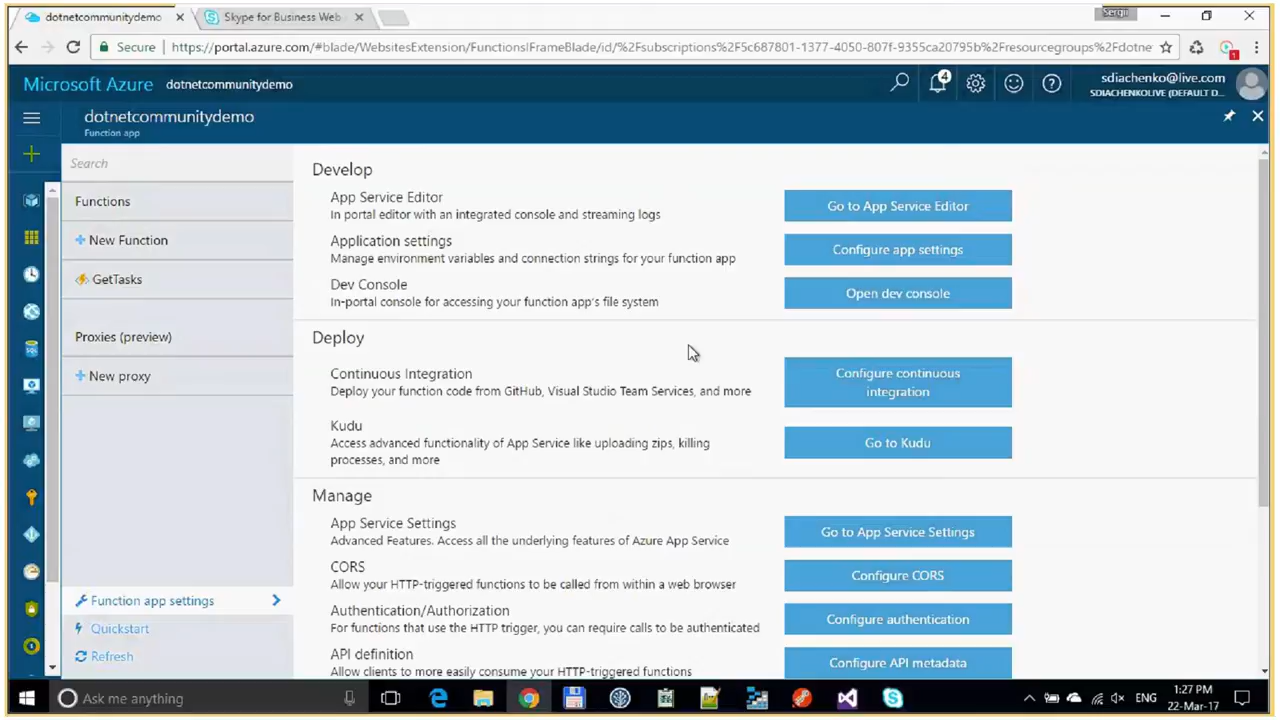 dotnetcommunitydemo
Skype for Business Web
Sergii
Secure
https://portal.azure.com/#blade/WebsitesExtension/FunctionsIFrameBlade/id/%2Fsubscriptions%2F5c687801-1377-4050-807f-9355ca20795b%2Fresourcegroups%2Fdotne
1
Microsoft Azure
dotnetcommunitydemo
4
sdiachenko@live.com
SDIACHENKOLIVE (DEFAULT D...
dotnetcommunitydemo
Function app
Search
Functions
New Function
GetTasks
Proxies (preview)
New proxy
Function app settings
Quickstart
Refresh
Develop
App Service Editor
In portal editor with an integrated console and streaming logs
Go to App Service Editor
Application settings
Manage environment variables and connection strings for your function app
Configure app settings
Dev Console
In-portal console for accessing your function app's file system
Open dev console
Deploy
Continuous Integration
Deploy your function code from GitHub, Visual Studio Team Services, and more
Configure continuous
integration
Kudu
Access advanced functionality of App Service like uploading zips, killing
processes, and more
Go to Kudu
Manage
App Service Settings
Advanced Features. Access all the underlying features of Azure App Service
Go to App Service Settings
CORS
Allow your HTTP-triggered functions to be called from within a web browser
Configure CORS
Authentication/Authorization
For functions that use the HTTP trigger, you can require calls to be authenticated
Configure authentication
API definition
Allow clients to more easily consume your HTTP-triggered functions
Configure API metadata
Ask me anything
ENG
1:27 PM
22-Mar-17